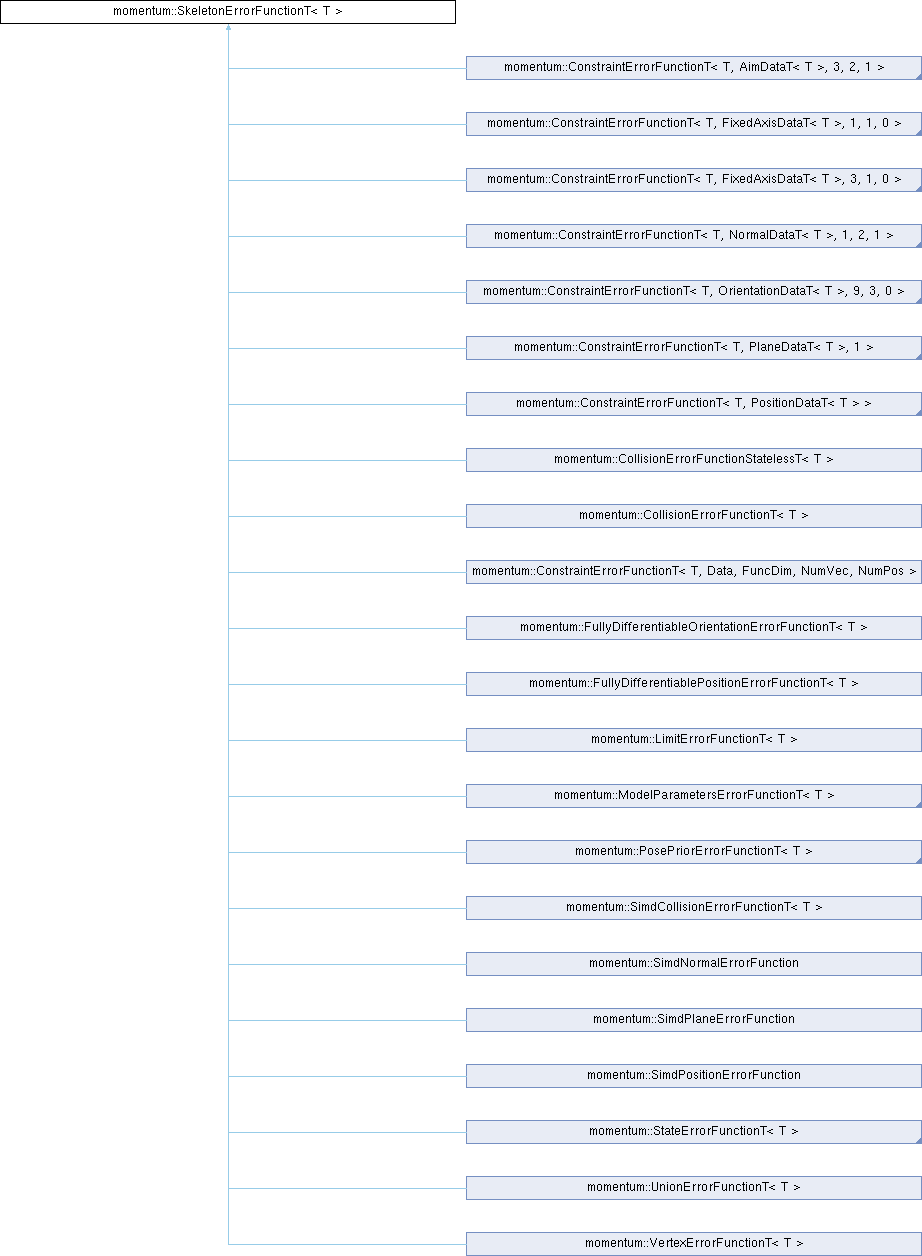 momentum::SkeletonErrorFunctionT< T >
momentum::ConstraintErrorFunctionT< T, AimDataT< T >, 3, 2, 1 >
momentum::ConstraintErrorFunctionT< T, FixedAxisDataT< T >, 1, 1, 0 >
momentum::ConstraintErrorFunctionT< T, FixedAxisDataT< T >, 3, 1, 0 >
momentum::ConstraintErrorFunctionT< T, NormalDataT< T >, 1, 2, 1 >
momentum::ConstraintErrorFunctionT< T, OrientationDataT< T >, 9, 3, 0 >
momentum::ConstraintErrorFunctionT< T, PlaneDataT< T >, 1 >
momentum::ConstraintErrorFunctionT< T, PositionDataT< T > >
momentum::CollisionErrorFunctionStatelessT< T >
momentum::CollisionErrorFunctionT< T >
momentum::ConstraintErrorFunctionT< T, Data, FuncDim, NumVec, NumPos >
momentum::FullyDifferentiableOrientationErrorFunctionT< T >
momentum::FullyDifferentiablePositionErrorFunctionT< T >
momentum::LimitErrorFunctionT< T >
momentum::ModelParametersErrorFunctionT< T >
momentum::PosePriorErrorFunctionT< T >
momentum::SimdCollisionErrorFunctionT< T >
momentum::SimdNormalErrorFunction
momentum::SimdPlaneErrorFunction
momentum::SimdPositionErrorFunction
momentum::StateErrorFunctionT< T >
momentum::UnionErrorFunctionT< T >
momentum::VertexErrorFunctionT< T >